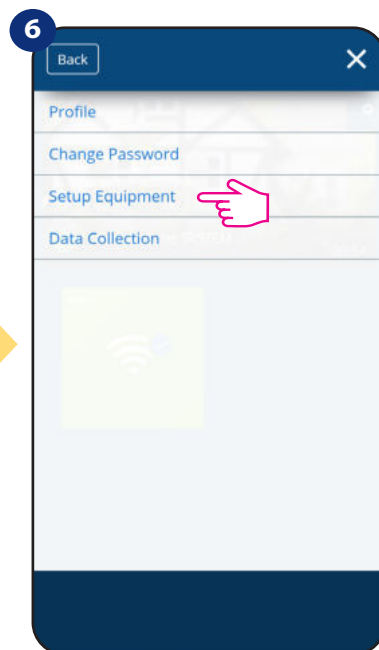 6
Back
Profile
Change Password
Setup Equipment
Data Collection